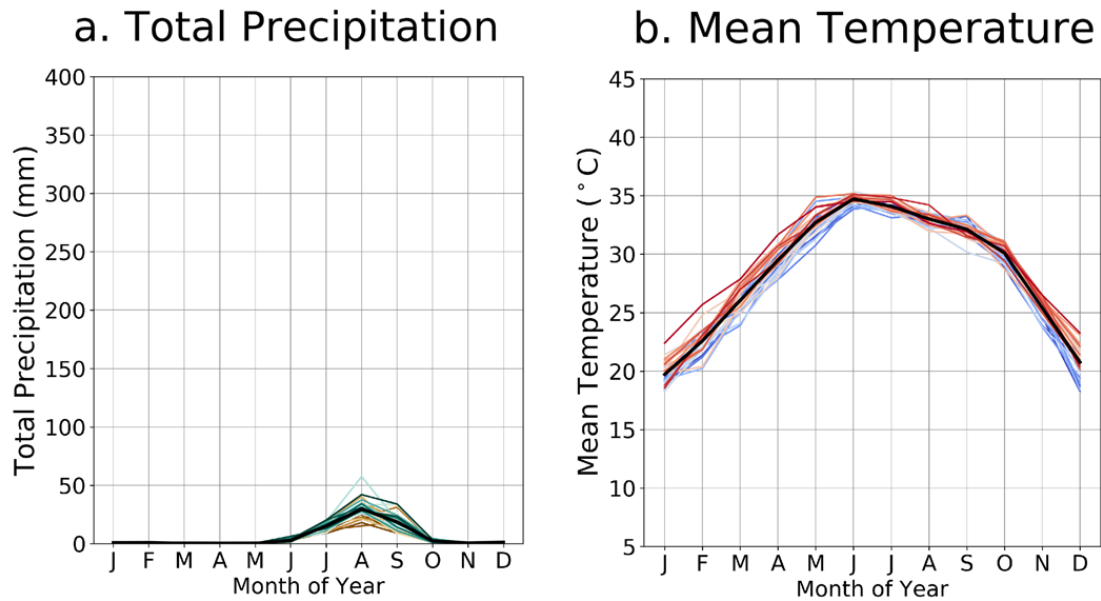 a. Total Precipitation
Total Precipitation (mm)
400
350
300
250
200
150
100
50
0
J F M A M J J A S O N D
Month of Year
b. Mean Temperature
Mean Temperature (°C)
45
40
35
30
25
20
15
10
5
J F M A M J J A S O N D
Month of Year